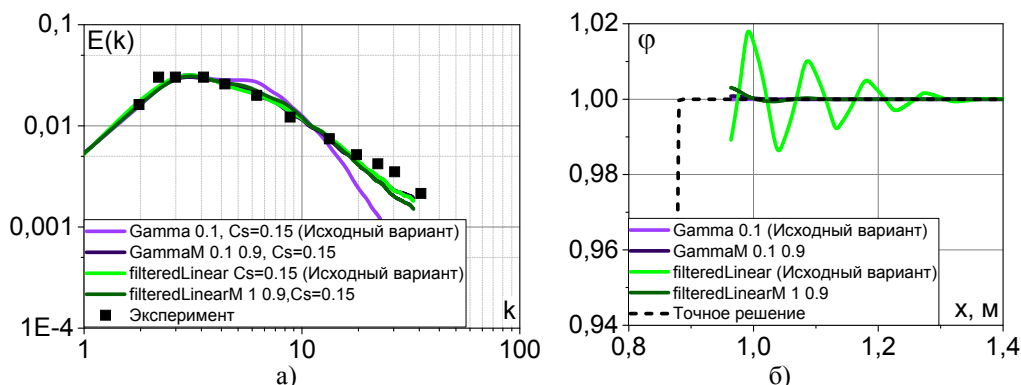 E(k)
0,1
0,01
0,001
1E-4
Gamma 0.1, Cs=0.15 (Исходный вариант)
GammaM 0.1 0.9, Cs=0.15
filteredLinear Cs=0.15 (Исходный вариант)
filteredLinearM 1 0.9,Cs=0.15
Эксперимент
k
1
10
100
а)
φ
1,02
1,00
0,98
0,96
0,94
Gamma 0.1 (Исходный вариант)
GammaM 0.1 0.9
filteredLinear (Исходный вариант)
filteredLinearM 1 0.9
Точное решение
x, м
0,8
1,0
1,2
1,4
б)